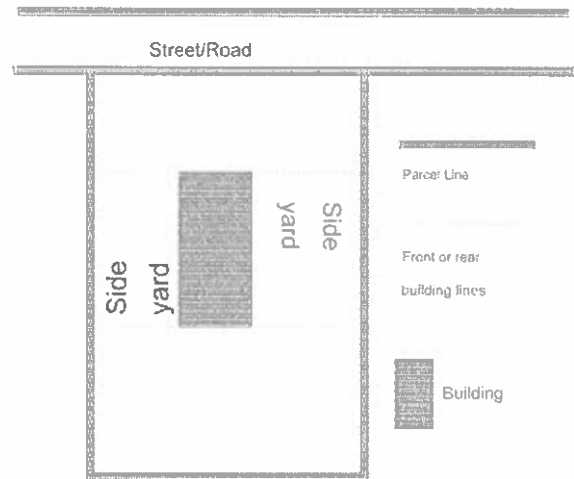 Street/Road
Side
yard
Side
yard
Parcel Line
Front or rear
building lines
Building